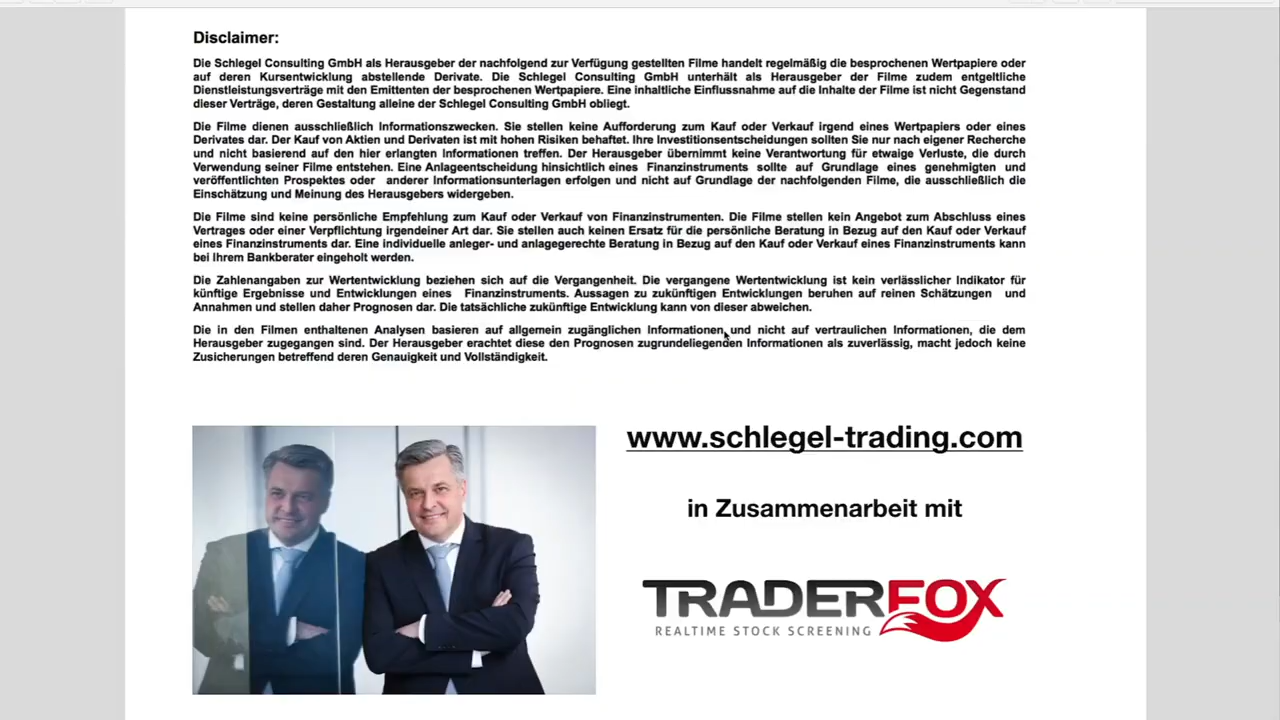 Disclaimer:
Die Schlegel Consulting GmbH als Herausgeber der nachfolgend zur Verfügung gestellten Filme handelt regelmäßig die besprochenen Wertpapiere oder
auf deren Kursentwicklung abstellende Derivate. Die Schlegel Consulting GmbH unterhält als Herausgeber der Filme zudem entgeltliche
Dienstleistungsverträge mit den Emittenten der besprochenen Wertpapiere. Eine inhaltliche Einflussnahme auf die Inhalte der Filme ist nicht Gegenstand
dieser Verträge, deren Gestaltung alleine der Schlegel Consulting GmbH obliegt.
Die Filme dienen ausschließlich Informationszwecken. Sie stellen keine Aufforderung zum Kauf oder Verkauf irgend eines Wertpapiers oder eines
Derivates dar. Der Kauf von Aktien und Derivaten ist mit hohen Risiken behaftet. Ihre Investitionsentscheidungen sollten Sie nur nach eigener Recherche
und nicht basierend auf den hier erlangten Informationen treffen. Der Herausgeber übernimmt keine Verantwortung für etwaige Verluste, die durch
Verwendung seiner Filme entstehen. Eine Anlageentscheidung hinsichtlich eines Finanzinstruments sollte auf Grundlage eines genehmigten und
veröffentlichten Prospektes oder anderer Informationsunterlagen erfolgen und nicht auf Grundlage der nachfolgenden Filme, die ausschließlich die
Einschätzung und Meinung des Herausgebers widergeben.
Die Filme sind keine persönliche Empfehlung zum Kauf oder Verkauf von Finanzinstrumenten. Die Filme stellen kein Angebot zum Abschluss eines
Vertrages oder einer Verpflichtung irgendeiner Art dar. Sie stellen auch keinen Ersatz für die persönliche Beratung in Bezug auf den Kauf oder Verkauf
eines Finanzinstruments dar. Eine individuelle anleger- und anlagegerechte Beratung in Bezug auf den Kauf oder Verkauf eines Finanzinstruments kann
bei Ihrem Bankberater eingeholt werden.
Die Zahlenangaben zur Wertentwicklung beziehen sich auf die Vergangenheit. Die vergangene Wertentwicklung ist kein verlässlicher Indikator für
künftige Ergebnisse und Entwicklungen eines Finanzinstruments. Aussagen zu zukünftigen Entwicklungen beruhen auf reinen Schätzungen und
Annahmen und stellen daher Prognosen dar. Die tatsächliche zukünftige Entwicklung kann von dieser abweichen.
Die in den Filmen enthaltenen Analysen basieren auf allgemein zugänglichen Informationen und nicht auf vertraulichen Informationen, die dem
Herausgeber zugegangen sind. Der Herausgeber erachtet diese den Prognosen zugrundeliegenden Informationen als zuverlässig, macht jedoch keine
Zusicherungen betreffend deren Genauigkeit und Vollständigkeit.
www.schlegel-trading.com
in Zusammenarbeit mit
TRADERFOX
REALTIME STOCK SCREENING